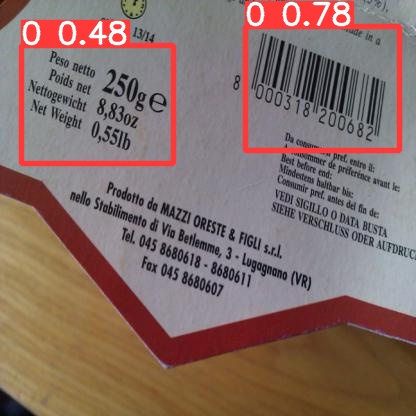 0 0.48
0 0.78
13/14
in a
Peso netto
Poids net
Nettogewicht
Net Weight
250g℮
8,83oz
0,55lb
8 000318 200682
Da consumarsi pref. entro il:
A consommer de préférence avant le:
Best before end:
Mindestens haltbar bis:
Consumir pref. antes del fin de:
VEDI SIGILLO O DATA BUSTA
SIEHE VERSCHLUSS ODER AUFDRUC
Prodotto da MAZZI ORESTE & FIGLI s.r.l.
nello Stabilimento di Via Betlemme, 3 - Lugagnano (VR)
Tel. 045 8680618 - 8680611
Fax 045 8680607